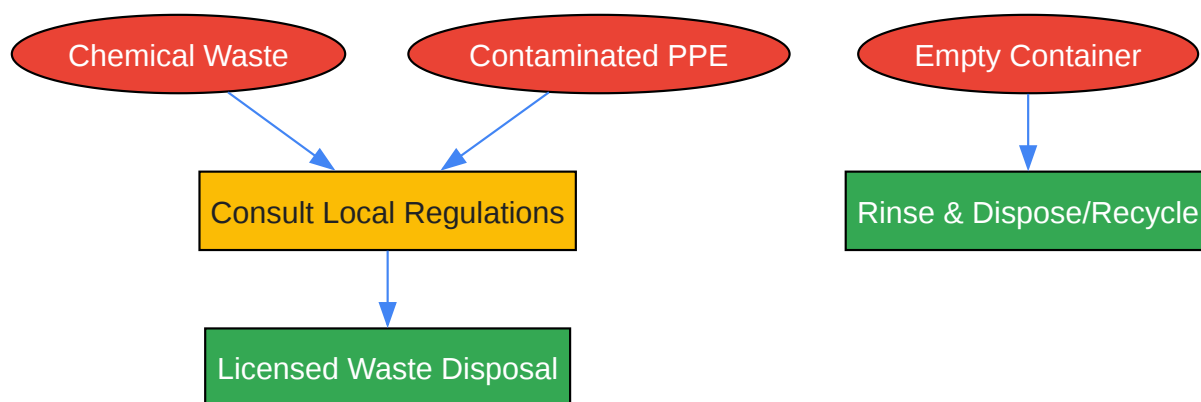 Chemical Waste
Contaminated PPE
Empty Container
Consult Local Regulations
Rinse & Dispose/Recycle
Licensed Waste Disposal